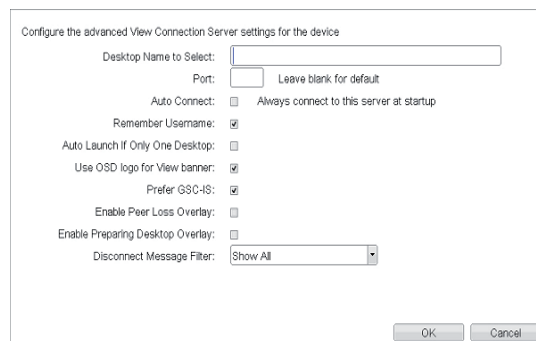 Configure the advanced View Connection Server settings for the device
Desktop Name to Select:
Port: Leave blank for default
Auto Connect: Always connect to this server at startup
Remember Username:
Auto Launch If Only One Desktop:
Use OSD logo for View banner:
Prefer GSC-IS:
Enable Peer Loss Overlay:
Enable Preparing Desktop Overlay:
Disconnect Message Filter: Show All
OK Cancel